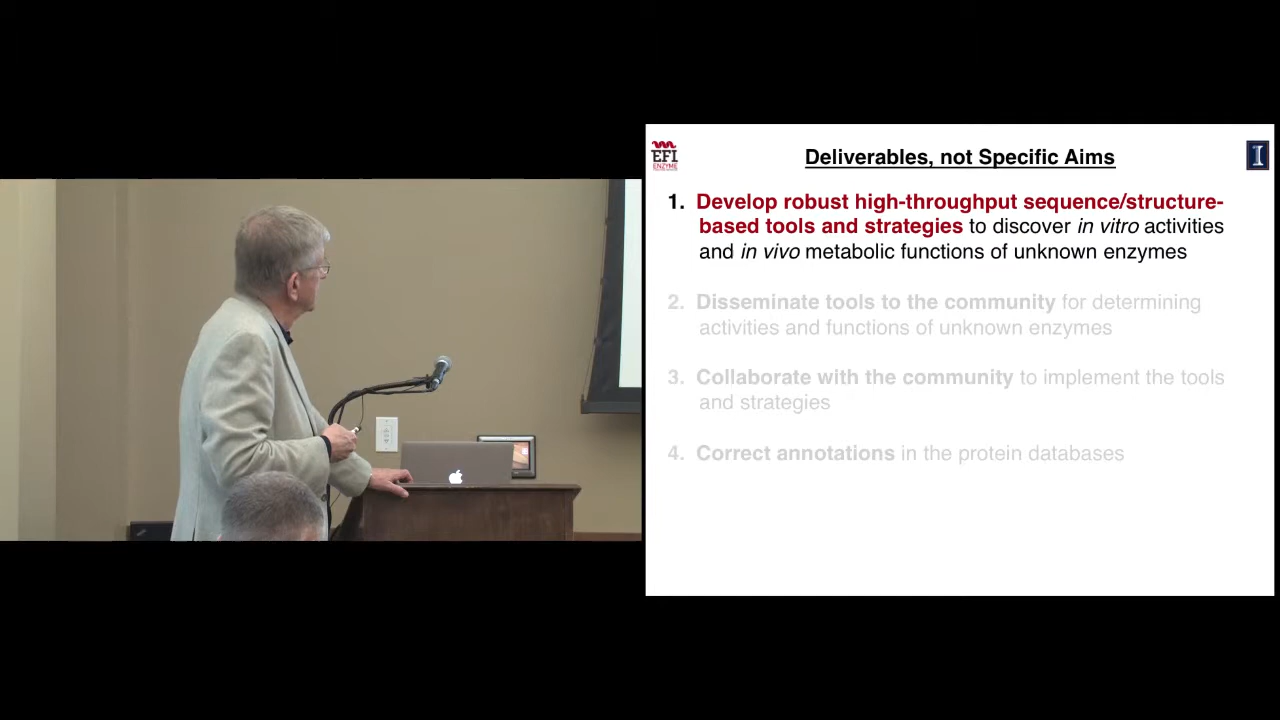 EFI
ENZYME
Deliverables, not Specific Aims
I
1. Develop robust high-throughput sequence/structure-
based tools and strategies to discover in vitro activities
and in vivo metabolic functions of unknown enzymes
2. Disseminate tools to the community for determining
activities and functions of unknown enzymes
3. Collaborate with the community to implement the tools
and strategies
4. Correct annotations in the protein databases